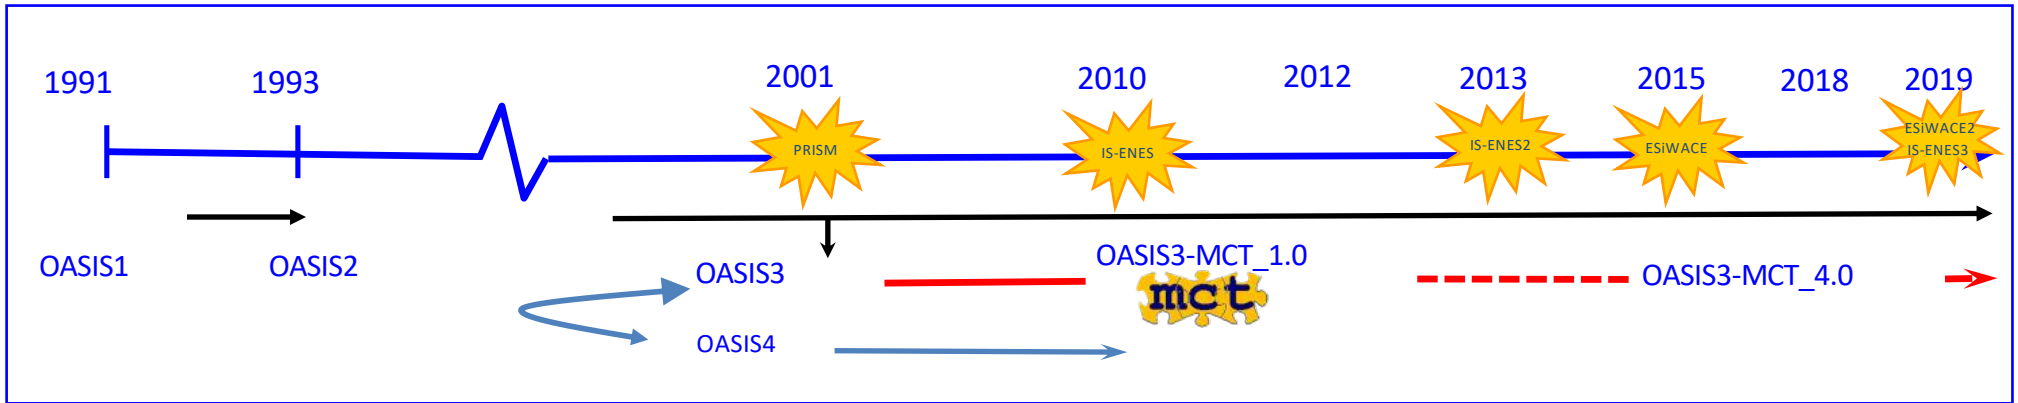 1991
1993
2001
2010
2012
2013
2015
2018
2019
PRISM
IS-ENES
IS-ENES2
ESiWACE
ESiWACE2
IS-ENES3
OASIS1
OASIS2
OASIS3
OASIS3-MCT_1.0
mct
OASIS3-MCT_4.0
OASIS4